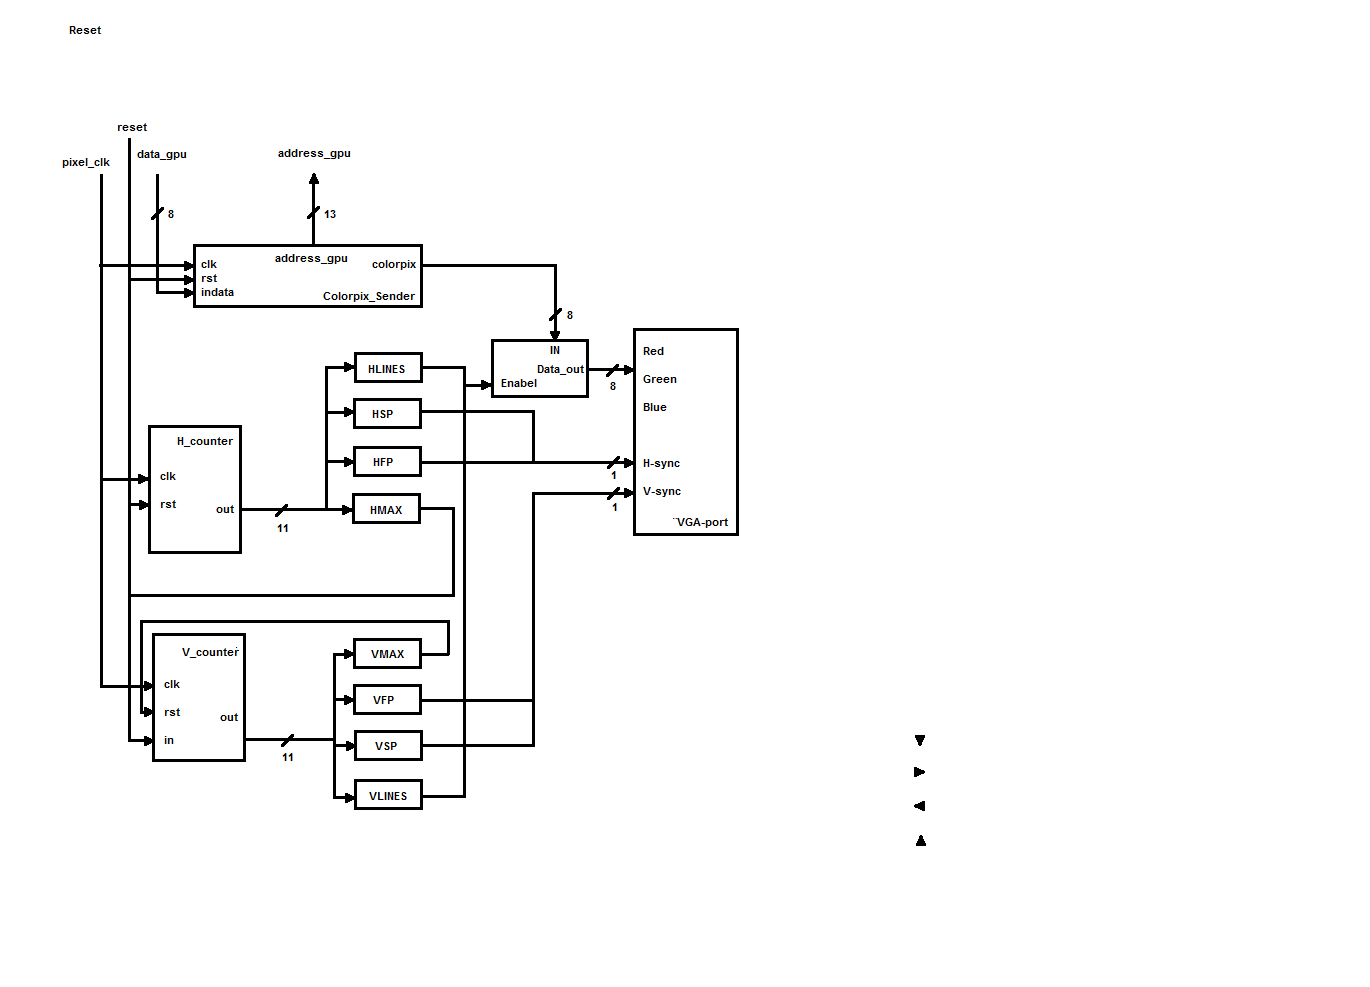 Reset
reset
pixel_clk
data_gpu
address_gpu
8
13
clk
address_gpu
colorpix
rst
indata
Colorpix_Sender
8
IN
Data_out
Enabel
8
Red
Green
Blue
H-sync
1
V-sync
1
¨VGA-port
HLINES
HSP
HFP
HMAX
H_counter
clk
rst
out
11
V_counter
clk
rst
out
in
11
VMAX
VFP
VSP
VLINES